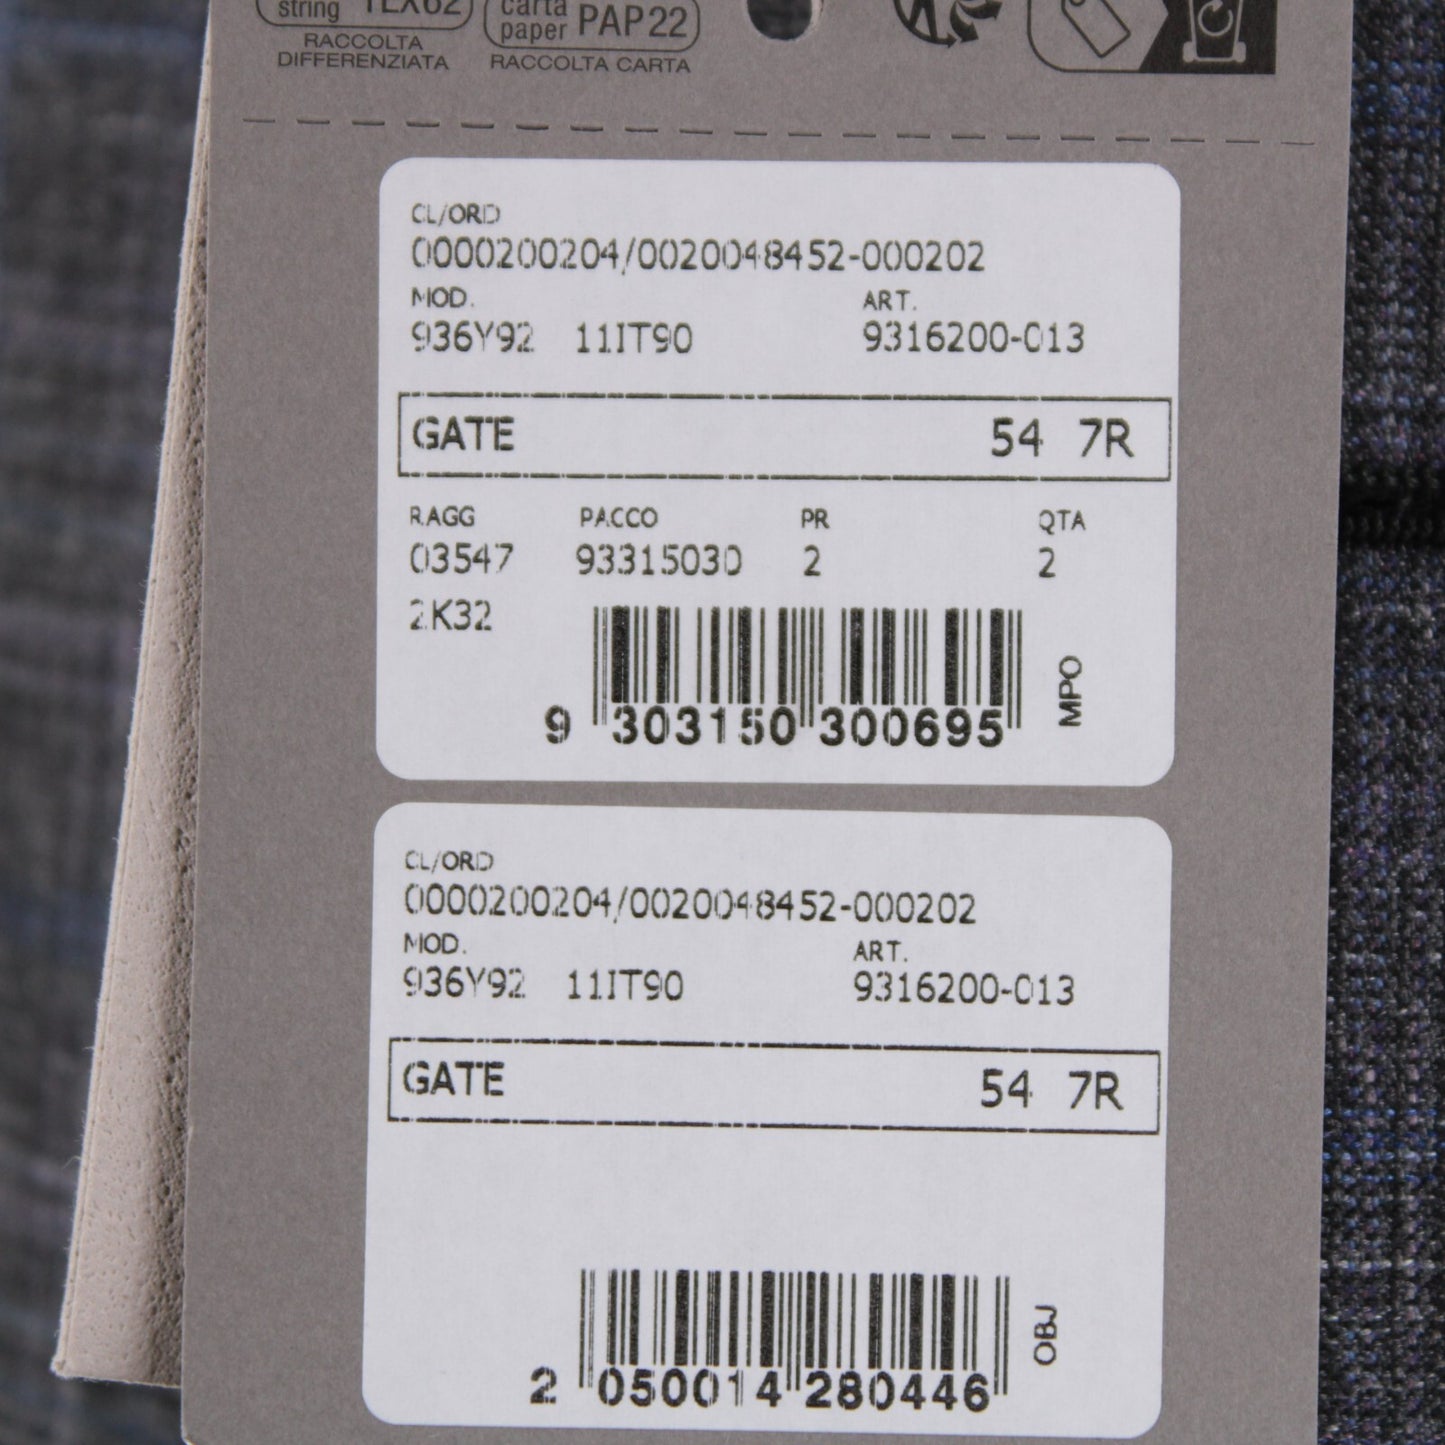 string TEX62
carta
paper PAP 22
RACCOLTA
DIFFERENZIATA
RACCOLTA CARTA
CL/ORD
0000200204/0020048452-000202
MOD. ART.
936Y92 11IT90 9316200-013
GATE 54 7R
RAGG PACCO PR QTA
03547 93315030 2 2
2K32
9 303150 300695
MPO
CL/ORD
0000200204/0020048452-000202
MOD. ART.
936Y92 11IT90 9316200-013
GATE 54 7R
2 050014 280446
OBJ